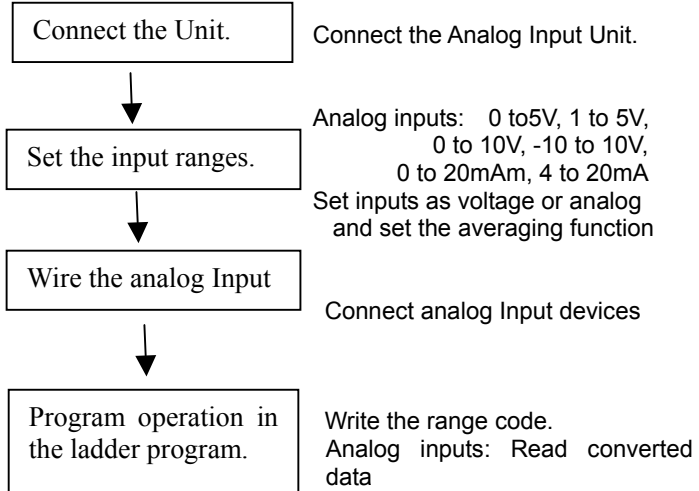 Connect the Unit.
Connect the Analog Input Unit.
Analog inputs: 0 to5V, 1 to 5V,
0 to 10V, -10 to 10V,
0 to 20mAm, 4 to 20mA
Set the input ranges.
Set inputs as voltage or analog
and set the averaging function
Wire the analog Input
Connect analog Input devices
Program operation in
the ladder program.
Write the range code.
Analog inputs: Read converted
data